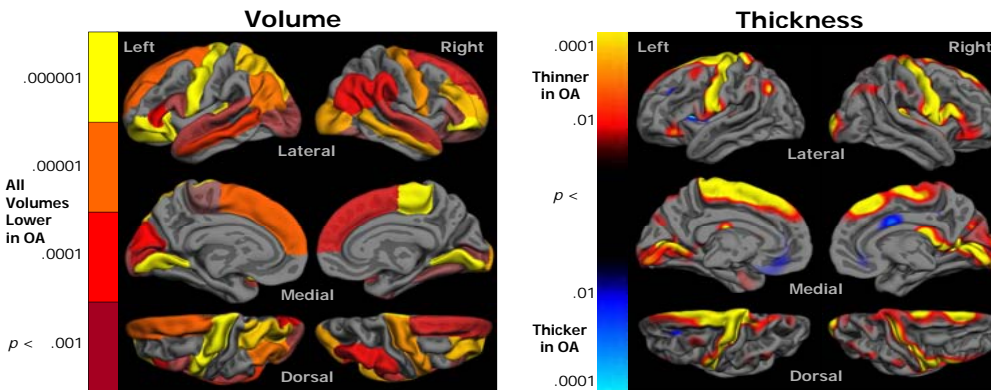 Volume
Left
Right
.000001
.00001
All
Volumes
Lower
in OA
.0001
p < .001
Lateral
Medial
Dorsal
Thickness
Left
Right
.0001
Thinner
in OA
.01
p <
.01
Thicker
in OA
.0001
Lateral
Medial
Dorsal